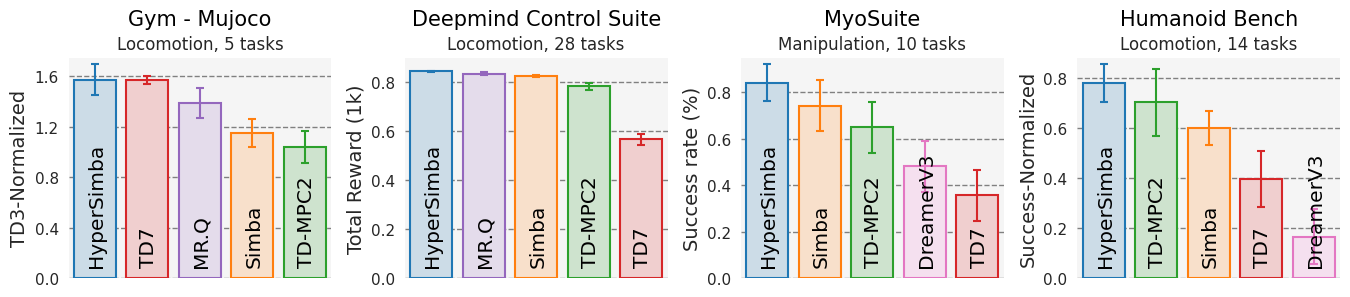 Gym - Mujoco
Locomotion, 5 tasks
TD3-Normalized
1.6
1.2
0.8
0.4
0.0
HyperSimba
TD7
MR.Q
Simba
TD-MPC2
Deepmind Control Suite
Locomotion, 28 tasks
Total Reward (1k)
0.8
0.6
0.4
0.2
0.0
HyperSimba
MR.Q
Simba
TD-MPC2
TD7
MyoSuite
Manipulation, 10 tasks
Success rate (%)
0.8
0.6
0.4
0.2
0.0
HyperSimba
Simba
TD-MPC2
DreamerV3
TD7
Humanoid Bench
Locomotion, 14 tasks
Success-Normalized
0.8
0.6
0.4
0.2
0.0
HyperSimba
TD-MPC2
Simba
TD7
DreamerV3